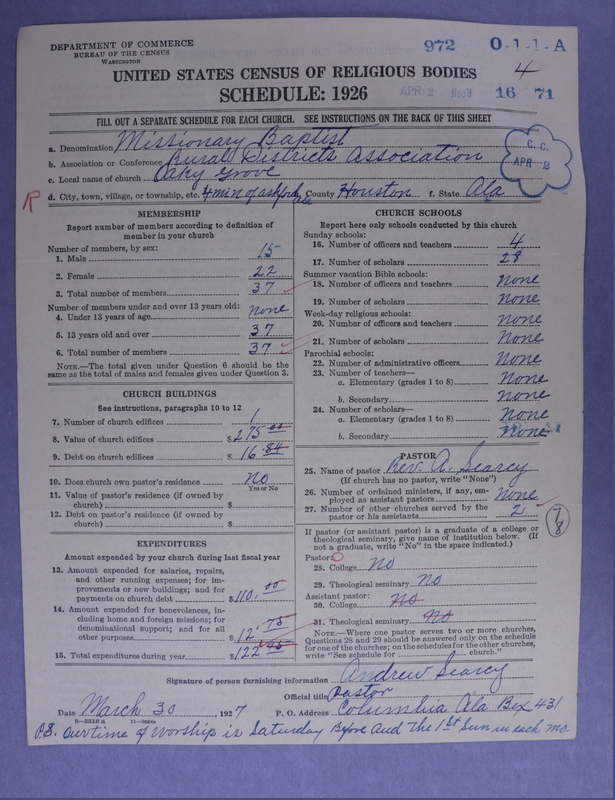 DEPARTMENT OF COMMERCE
BUREAU OF THE CENSUS
WASHINGTON
972 O-1-1-A
UNITED STATES CENSUS OF RELIGIOUS BODIES
4
SCHEDULE: 1926
APR 2 Rec'd 16 71
FILL OUT A SEPARATE SCHEDULE FOR EACH CHURCH. SEE INSTRUCTIONS ON THE BACK OF THIS SHEET
a. Denomination Missionary Baptist
b. Association or Conference Rural Districts Association
c. Local name of church Oaky Grove
C. C. APR 2
R
d. City, town, village, or township, etc. 4 mi n of ashford ala County Houston f. State Ala
MEMBERSHIP
Report number of members according to definition of member in your church
Number of members, by sex:
1. Male 15
2. Female 22
3. Total number of members 37
Number of members under and over 13 years old:
4. Under 13 years of age none
5. 13 years old and over 37
6. Total number of members 37
NOTE.—The total given under Question 6 should be the same as the total of males and females given under Question 3.
CHURCH BUILDINGS
See instructions, paragraphs 10 to 12
7. Number of church edifices 1
8. Value of church edifices $275.00
9. Debt on church edifices $16.84
10. Does church own pastor's residence No
Yes or No
11. Value of pastor's residence (if owned by church) $
12. Debt on pastor's residence (if owned by church) $
EXPENDITURES
Amount expended by your church during last fiscal year
13. Amount expended for salaries, repairs, and other running expenses; for improvements or new buildings; and for payments on church debt $110.00
14. Amount expended for benevolences, including home and foreign missions; for denominational support; and for all other purposes $12.75
15. Total expenditures during year $122
CHURCH SCHOOLS
Report here only schools conducted by this church
Sunday schools:
16. Number of officers and teachers 4
17. Number of scholars 28
Summer vacation Bible schools:
18. Number of officers and teachers none
19. Number of scholars none
Week-day religious schools:
20. Number of officers and teachers none
21. Number of scholars none
Parochial schools:
22. Number of administrative officers none
23. Number of teachers—
a. Elementary (grades 1 to 8) none
b. Secondary none
24. Number of scholars—
a. Elementary (grades 1 to 8) none
b. Secondary none
PASTOR
25. Name of pastor Rev. A. Searcy
(If church has no pastor, write "None")
26. Number of ordained ministers, if any, employed as assistant pastors none
27. Number of other churches served by the pastor or his assistants 2
7/8
If pastor (or assistant pastor) is a graduate of a college or theological seminary, give name of institution below. (If not a graduate, write "No" in the space indicated.)
Pastor:
28. College No
29. Theological seminary No
Assistant pastor:
30. College No
31. Theological seminary No
NOTE.—Where one pastor serves two or more churches, Questions 28 and 29 should be answered only on the schedule for one of the churches; on the schedules for the other churches, write "See schedule for ........ church."
Signature of person furnishing information Andrew Searcy
Official title Pastor
Date March 30, 1927 P. O. Address Columbia Ala Box 431
8—5518 a
P.S. our time of worship is Saturday Before And The 1st Sun in each mo.